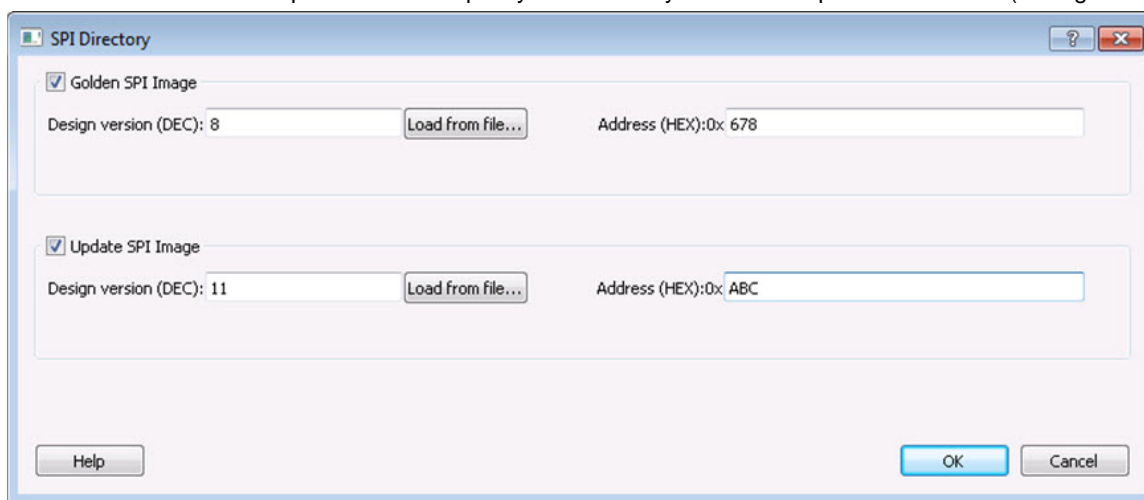 SPI Directory
Golden SPI Image
Design version (DEC): 8 Load from file... Address (HEX):0x 678
Update SPI Image
Design version (DEC): 11 Load from file... Address (HEX):0x ABC
Help OK Cancel